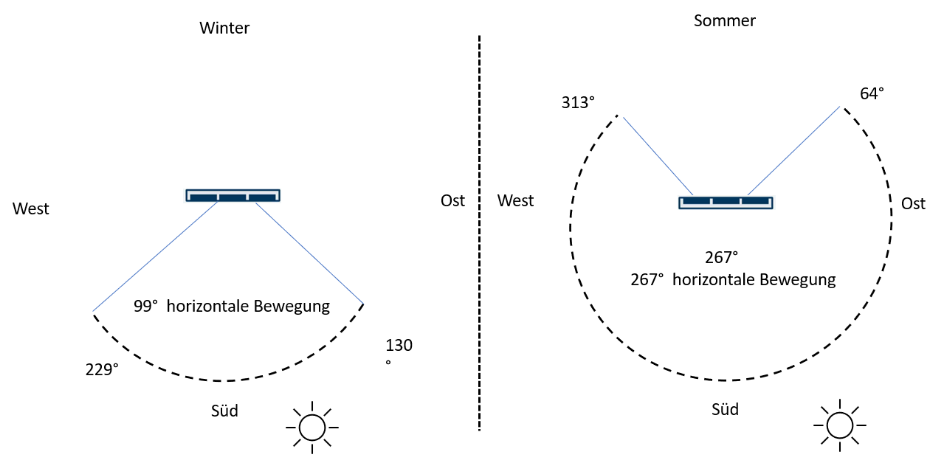 Winter
West
Ost
99° horizontale Bewegung
229°
130
°
Süd
Sommer
313°
64°
West
Ost
267°
267° horizontale Bewegung
Süd